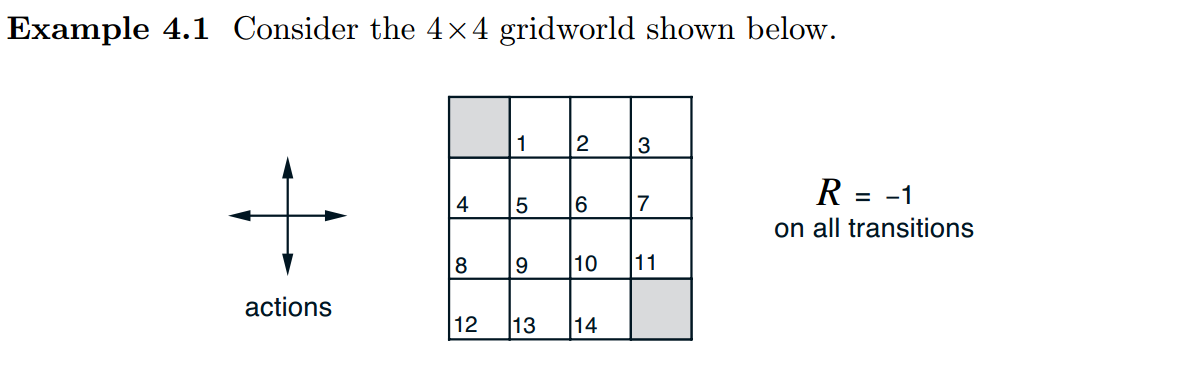 Example 4.1 Consider the 4×4 gridworld shown below.
1 2 3
4 5 6 7
8 9 10 11
12 13 14
actions
R = −1
on all transitions